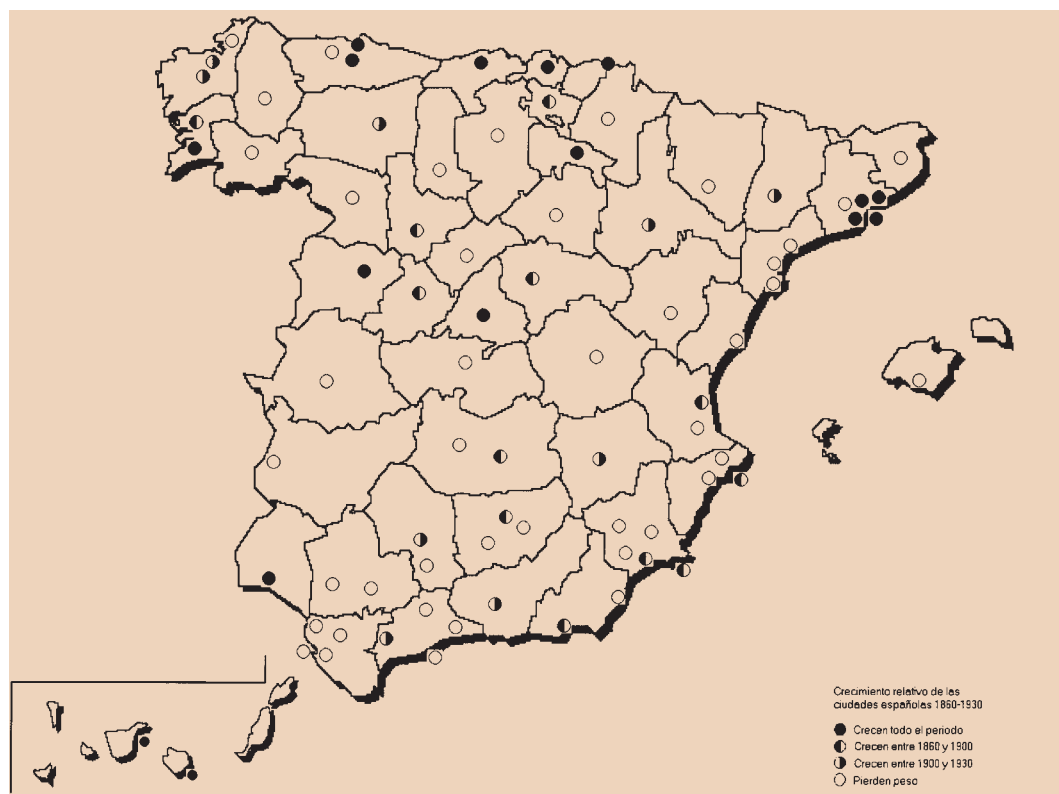 Crecimiento relativo de las
ciudades españolas 1860-1930
Crecen todo el periodo
Crecen entre 1860 y 1900
Crecen entre 1900 y 1930
Pierden peso